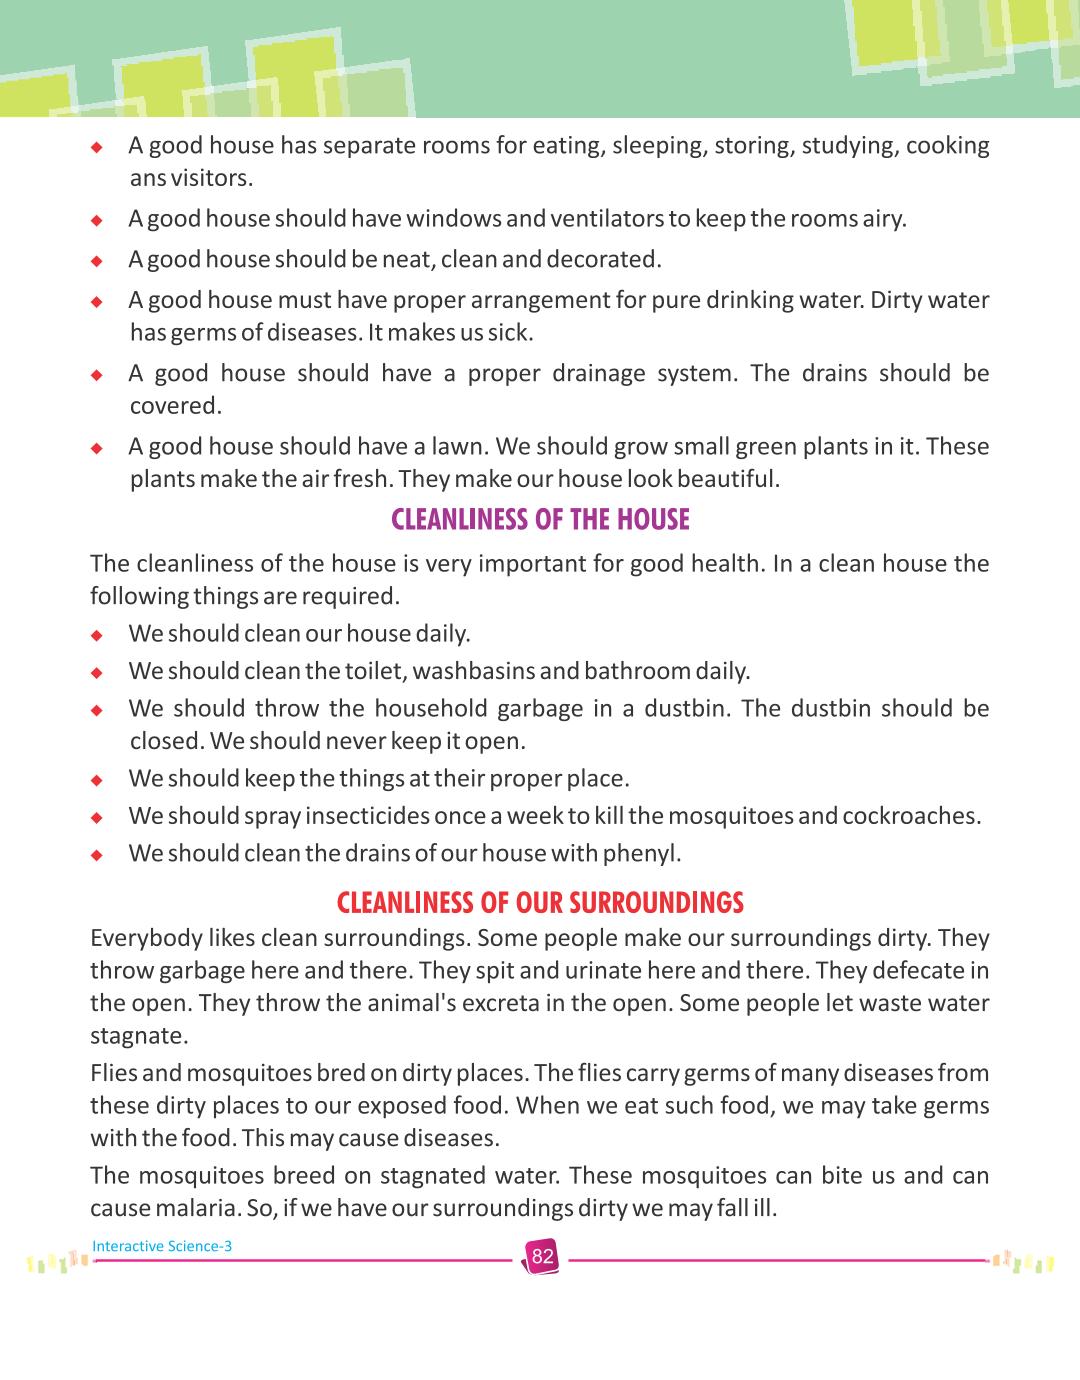 ◆ A good house has separate rooms for eating, sleeping, storing, studying, cooking
ans visitors.
◆ A good house should have windows and ventilators to keep the rooms airy.
◆ A good house should be neat, clean and decorated.
◆ A good house must have proper arrangement for pure drinking water. Dirty water
has germs of diseases. It makes us sick.
◆ A good house should have a proper drainage system. The drains should be
covered.
◆ A good house should have a lawn. We should grow small green plants in it. These
plants make the air fresh. They make our house look beautiful.
CLEANLINESS OF THE HOUSE
The cleanliness of the house is very important for good health. In a clean house the
following things are required.
◆ We should clean our house daily.
◆ We should clean the toilet, washbasins and bathroom daily.
◆ We should throw the household garbage in a dustbin. The dustbin should be
closed. We should never keep it open.
◆ We should keep the things at their proper place.
◆ We should spray insecticides once a week to kill the mosquitoes and cockroaches.
◆ We should clean the drains of our house with phenyl.
CLEANLINESS OF OUR SURROUNDINGS
Everybody likes clean surroundings. Some people make our surroundings dirty. They
throw garbage here and there. They spit and urinate here and there. They defecate in
the open. They throw the animal's excreta in the open. Some people let waste water
stagnate.
Flies and mosquitoes bred on dirty places. The flies carry germs of many diseases from
these dirty places to our exposed food. When we eat such food, we may take germs
with the food. This may cause diseases.
The mosquitoes breed on stagnated water. These mosquitoes can bite us and can
cause malaria. So, if we have our surroundings dirty we may fall ill.
Interactive Science-3
82